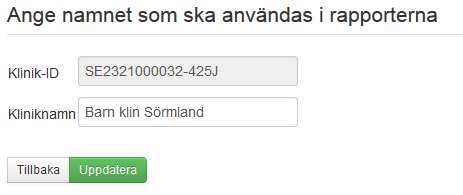 Ange namnet som ska användas i rapporterna
Klinik-ID SE2321000032-425J
Kliniknamn Barn klin Sörmland
Tillbaka Uppdatera